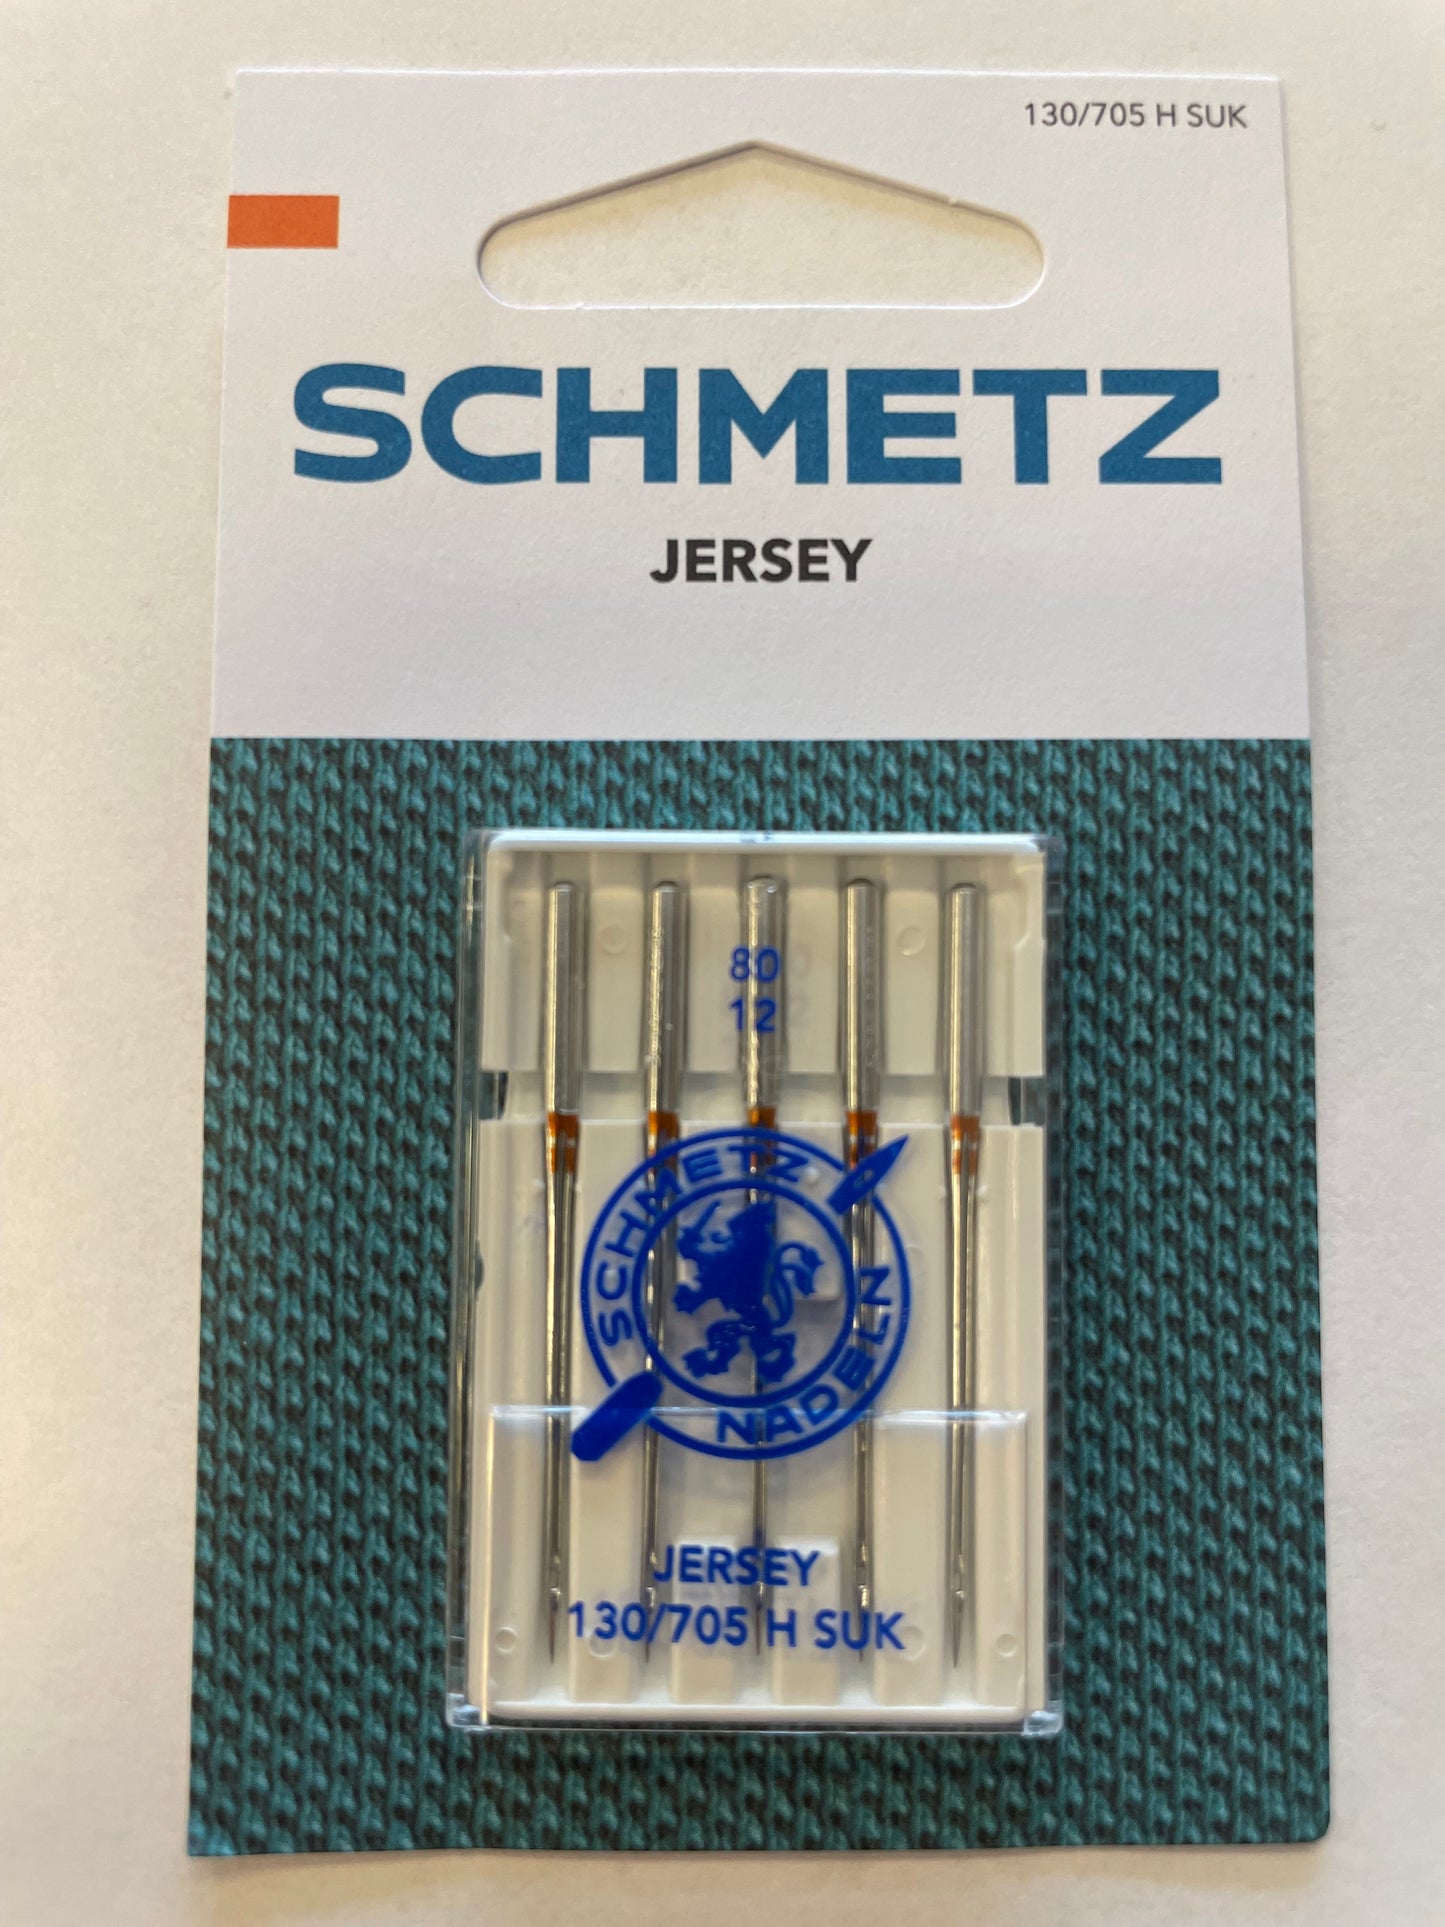 130/705 H SUK
SCHMETZ
JERSEY
80
12
SCHMETZ
NADELN
JERSEY
130/705 H SUK